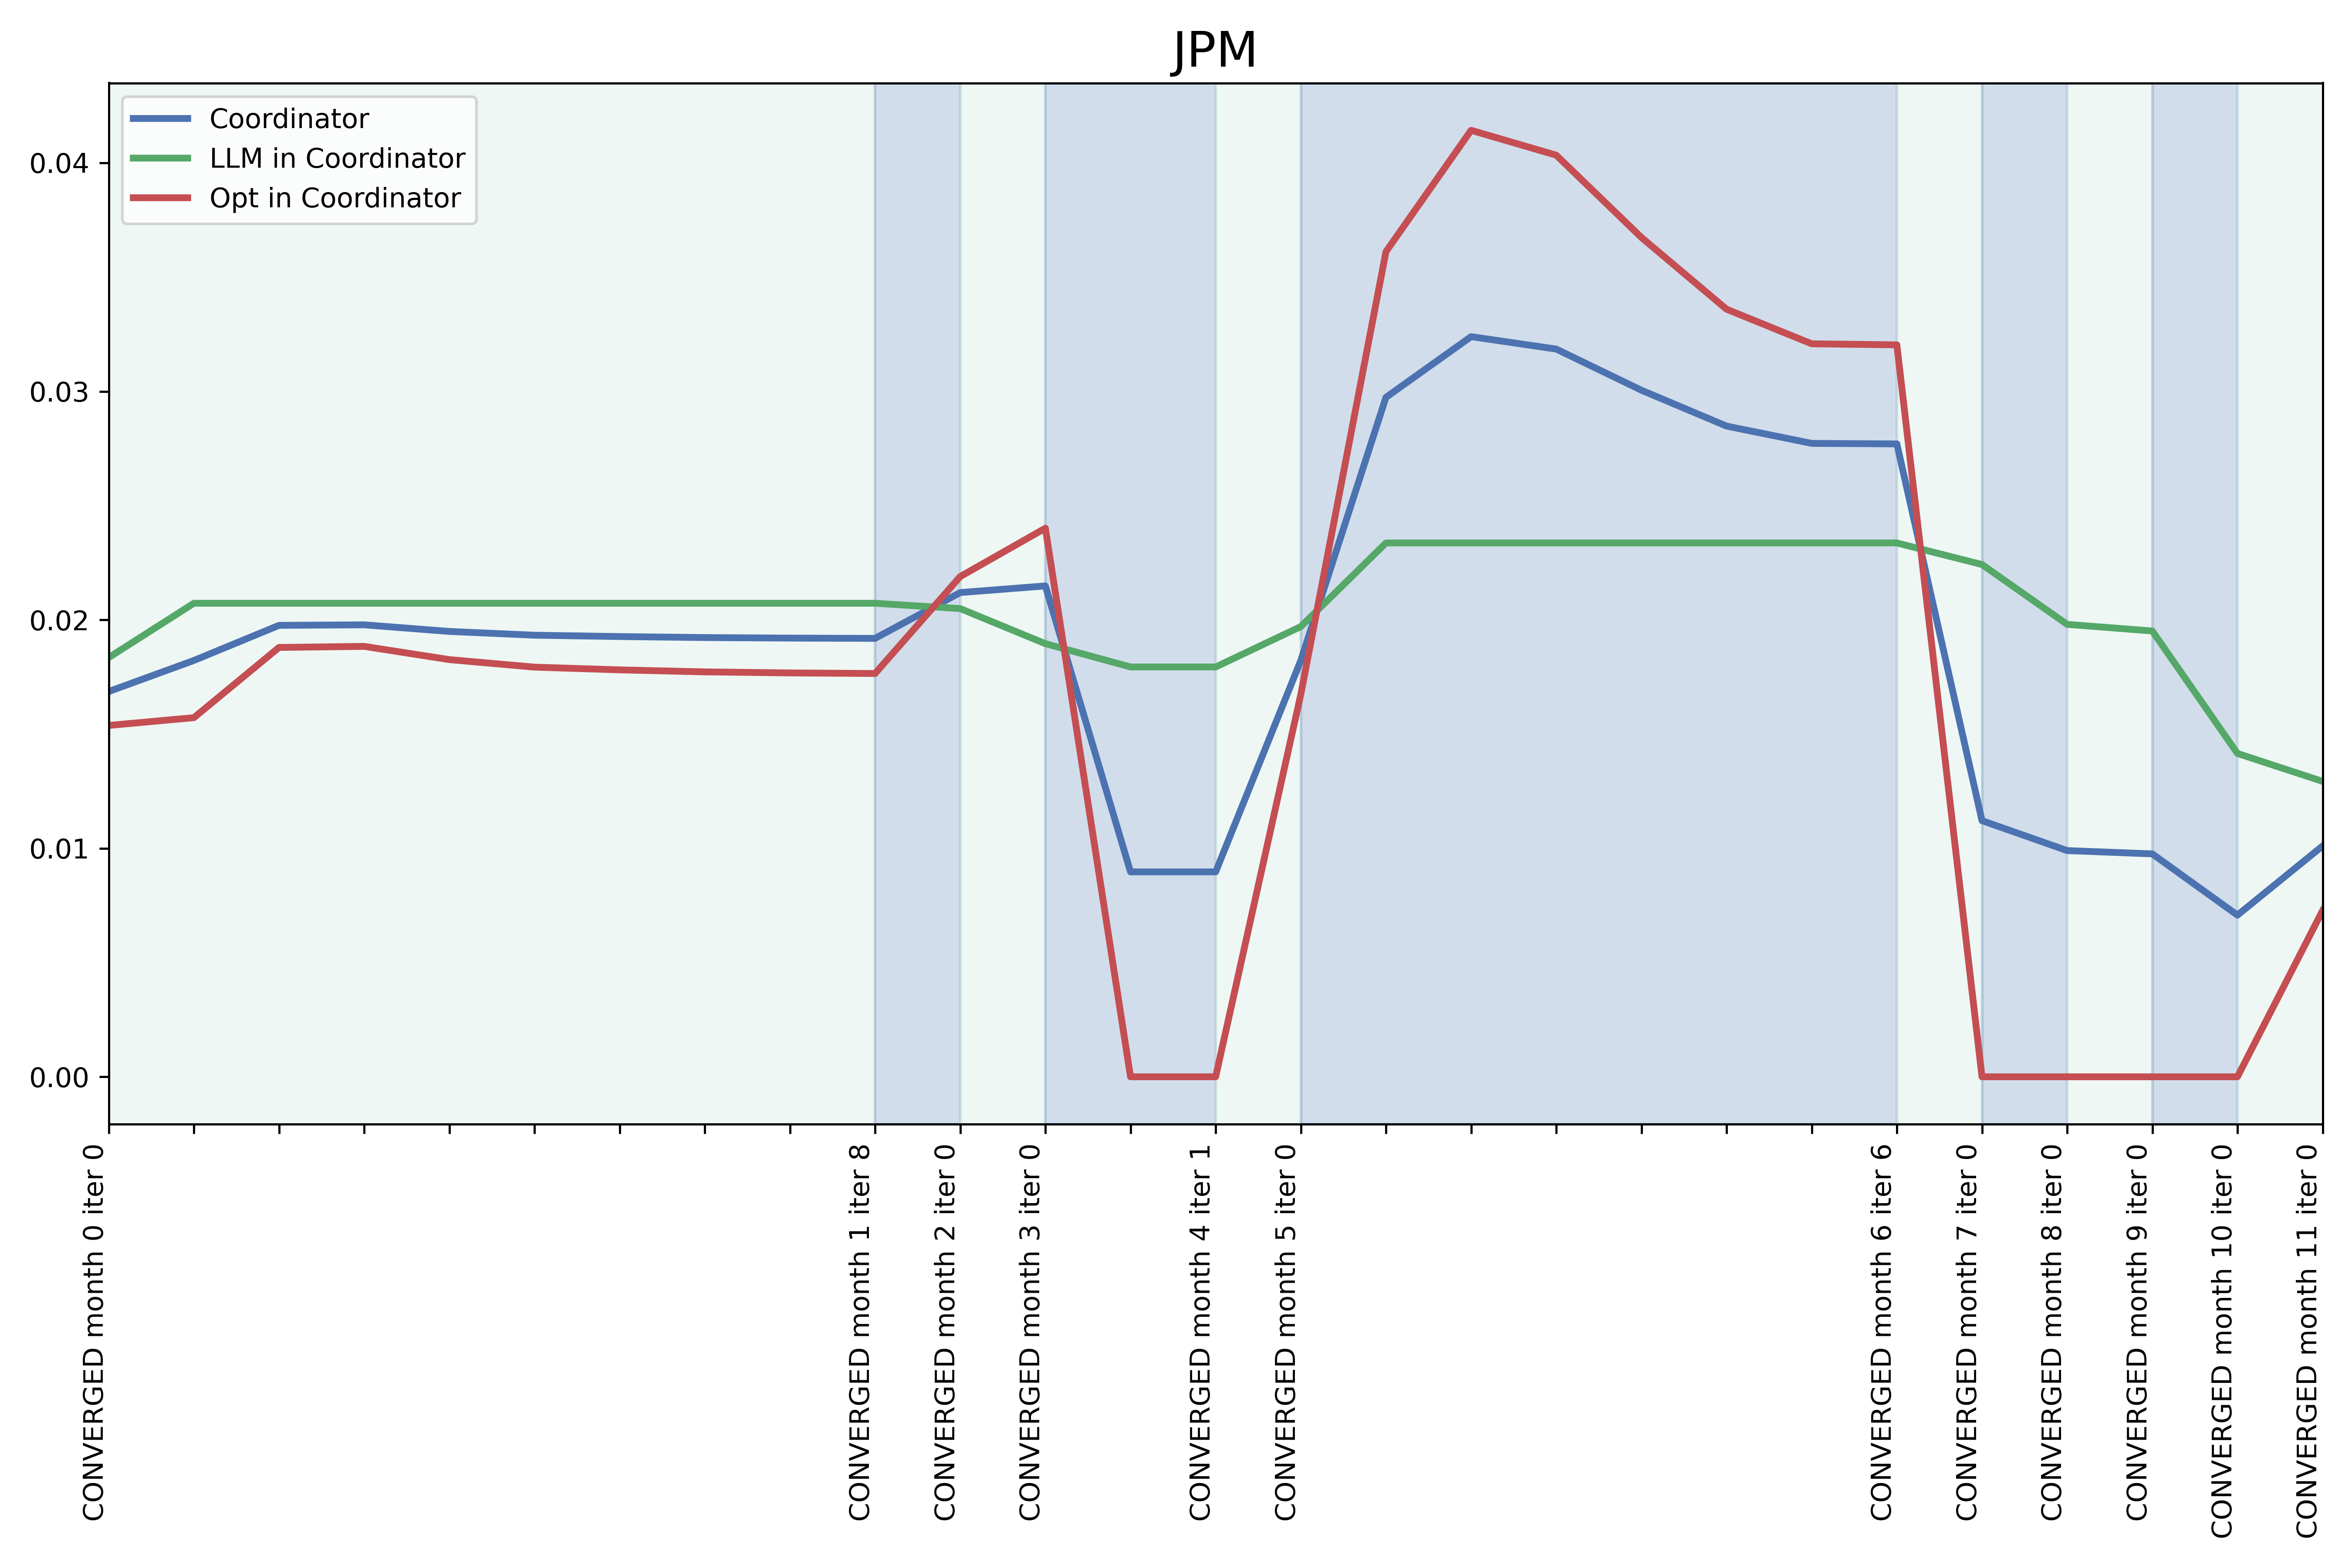 JPM
Coordinator
LLM in Coordinator
Opt in Coordinator
0.04
0.03
0.02
0.01
0.00
CONVERGED month 0 iter 0
CONVERGED month 1 iter 8
CONVERGED month 2 iter 0
CONVERGED month 3 iter 0
CONVERGED month 4 iter 1
CONVERGED month 5 iter 0
CONVERGED month 6 iter 6
CONVERGED month 7 iter 0
CONVERGED month 8 iter 0
CONVERGED month 9 iter 0
CONVERGED month 10 iter 0
CONVERGED month 11 iter 0